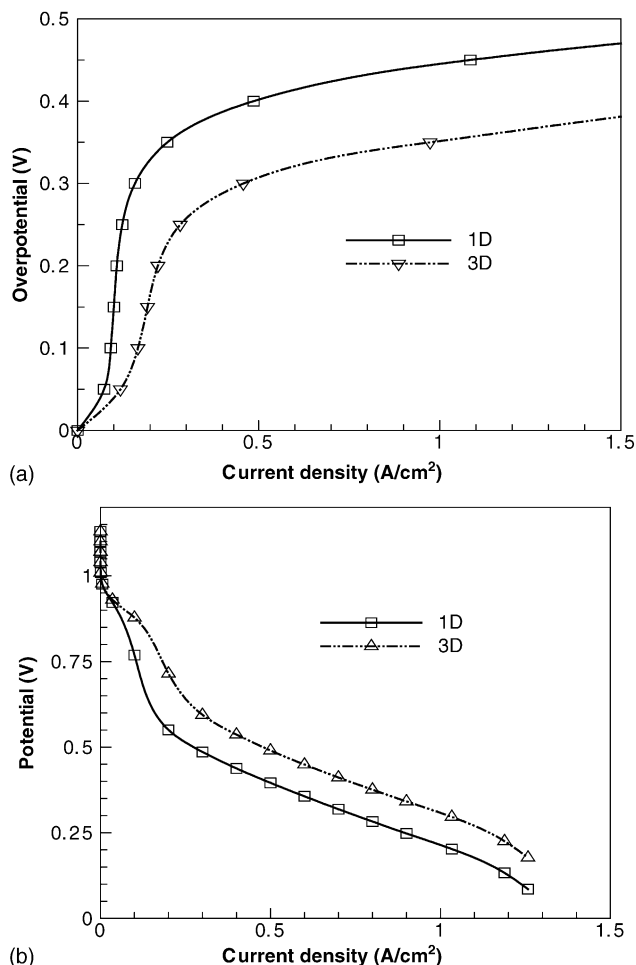 0.5
0.4
0.3
0.2
0.1
0
Overpotential (V)
1D
3D
0 0.5 1 1.5
Current density (A/cm²)
(a)
1
0.75
0.5
0.25
0
Potential (V)
1D
3D
0 0.5 1 1.5
Current density (A/cm²)
(b)